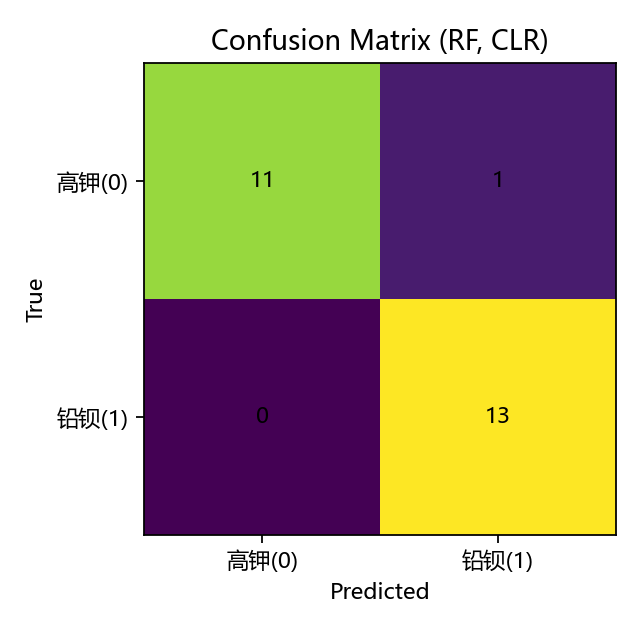 Confusion Matrix (RF, CLR)
高钾(0)
11
1
True
铅钡(1)
0
13
高钾(0)
铅钡(1)
Predicted